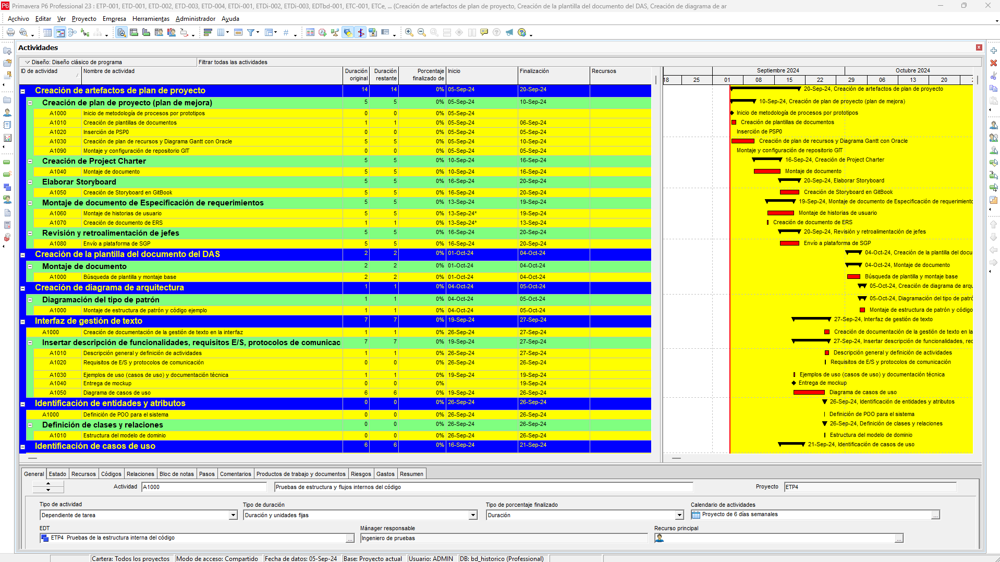 Primavera P6 Professional 23 : ETP-001, ETD-001, ETD-002, ETD-003, ETD-004, ETDi-001, ETDi-002, ETDi-003, EDTbd-001, ETC-001, ETCe, ... (Creación de artefactos de plan de proyecto, Creación de la plantilla del documento del DAS, Creación de diagrama de ar
Archivo Editar Ver Proyecto Empresa Herramientas Administrador Ayuda
Actividades
Diseño: Diseño clásico de programa Filtrar todas las actividades
ID de actividad Nombre de actividad Duración original Duración restante Porcentaje finalizado de Inicio Finalización Recursos
Septiembre 2024 Octubre 2024
18 25 01 08 15 22 29 06 13 20
Creación de artefactos de plan de proyecto 14 14 0% 05-Sep-24 20-Sep-24
Creación de plan de proyecto (plan de mejora) 5 5 0% 05-Sep-24 10-Sep-24
A1000 Inicio de metodología de procesos por prototipos 0 0 0% 05-Sep-24
A1010 Creación de plantillas de documentos 1 1 0% 05-Sep-24 06-Sep-24
A1020 Inserción de PSP0 0 0 0% 05-Sep-24 05-Sep-24
A1030 Creación de plan de recursos y Diagrama Gantt con Oracle 5 5 0% 05-Sep-24 10-Sep-24
A1090 Montaje y configuración de repositorio GIT 0 0 0% 05-Sep-24 05-Sep-24
Creación de Project Charter 5 5 0% 10-Sep-24 16-Sep-24
A1040 Montaje de documento 5 5 0% 10-Sep-24 16-Sep-24
Elaborar Storyboard 5 5 0% 16-Sep-24 20-Sep-24
A1050 Creación de Storyboard en GitBook 5 5 0% 16-Sep-24 20-Sep-24
Montaje de documento de Especificación de requerimientos 5 5 0% 13-Sep-24 19-Sep-24
A1060 Montaje de historias de usuario 5 5 0% 13-Sep-24* 19-Sep-24
A1070 Creación de documento de ERS 1 1 0% 13-Sep-24* 13-Sep-24
Revisión y retroalimentación de jefes 5 5 0% 16-Sep-24 20-Sep-24
A1080 Envío a plataforma de SGP 5 5 0% 16-Sep-24 20-Sep-24
Creación de la plantilla del documento del DAS 2 2 0% 01-Oct-24 04-Oct-24
Montaje de documento 2 2 0% 01-Oct-24 04-Oct-24
A1000 Búsqueda de plantilla y montaje base 2 2 0% 01-Oct-24 04-Oct-24
Creación de diagrama de arquitectura 1 1 0% 04-Oct-24 05-Oct-24
Diagramación del tipo de patrón 1 1 0% 04-Oct-24 05-Oct-24
A1000 Montaje de estructura de patrón y código ejemplo 1 1 0% 04-Oct-24 05-Oct-24
Interfaz de gestión de texto 7 7 0% 19-Sep-24 27-Sep-24
A1000 Creación de documentación de la gestión de texto en la interfaz 1 1 0% 26-Sep-24 27-Sep-24
Insertar descripción de funcionalidades, requisitos E/S, protocolos de comunicac 7 7 0% 19-Sep-24 27-Sep-24
A1010 Descripción general y definición de actividades 1 1 0% 26-Sep-24 27-Sep-24
A1020 Requisitos de E/S y protocolos de comunicación 0 0 0% 26-Sep-24 26-Sep-24
A1030 Ejemplos de uso (casos de uso) y documentación técnica 1 1 0% 19-Sep-24 19-Sep-24
A1040 Entrega de mockup 0 0 0% 19-Sep-24
A1050 Diagrama de casos de uso 6 6 0% 19-Sep-24 26-Sep-24
Identificación de entidades y atributos 0 0 0% 26-Sep-24 26-Sep-24
A1000 Definición de POO para el sistema 0 0 0% 26-Sep-24 26-Sep-24
Definición de clases y relaciones 0 0 0% 26-Sep-24 26-Sep-24
A1010 Estructura del modelo de dominio 0 0 0% 26-Sep-24 26-Sep-24
Identificación de casos de uso 6 6 0% 16-Sep-24 21-Sep-24
20-Sep-24, Creación de artefactos de plan de proyecto
10-Sep-24, Creación de plan de proyecto (plan de mejora)
Inicio de metodología de procesos por prototipos
Creación de plantillas de documentos
Inserción de PSP0
Creación de plan de recursos y Diagrama Gantt con Oracle
Montaje y configuración de repositorio GIT
16-Sep-24, Creación de Project Charter
Montaje de documento
20-Sep-24, Elaborar Storyboard
Creación de Storyboard en GitBook
19-Sep-24, Montaje de documento de Especificación de requerimiento
Montaje de historias de usuario
Creación de documento de ERS
20-Sep-24, Revisión y retroalimentación de jefes
Envío a plataforma de SGP
04-Oct-24, Creación de la plantilla del docu
04-Oct-24, Montaje de documento
Búsqueda de plantilla y montaje base
05-Oct-24, Creación de diagrama de arqu
05-Oct-24, Diagramación del tipo de patró
Montaje de estructura de patrón y código
27-Sep-24, Interfaz de gestión de texto
Creación de documentación de la gestión de texto en la
27-Sep-24, Insertar descripción de funcionalidades, rec
Descripción general y definición de actividades
Requisitos de E/S y protocolos de comunicación
Ejemplos de uso (casos de uso) y documentación técnica
Entrega de mockup
Diagrama de casos de uso
26-Sep-24, Identificación de entidades y atributos
Definición de POO para el sistema
26-Sep-24, Definición de clases y relaciones
Estructura del modelo de dominio
21-Sep-24, Identificación de casos de uso
General Estado Recursos Códigos Relaciones Bloc de notas Pasos Comentarios Productos de trabajo y documentos Riesgos Gastos Resumen
Actividad A1000 Pruebas de estructura y flujos internos del código Proyecto ETP4
Tipo de actividad Tipo de duración Tipo de porcentaje finalizado Calendario de actividades
Dependiente de tarea Duración y unidades fijas Duración Proyecto de 6 días semanales
EDT Mánager responsable Recurso principal
ETP4 Pruebas de la estructura interna del código Ingeniero de pruebas
Cartera: Todos los proyectos Modo de acceso: Compartido Fecha de datos: 05-Sep-24 Base: Proyecto actual Usuario: ADMIN DB: bd_historico (Professional)